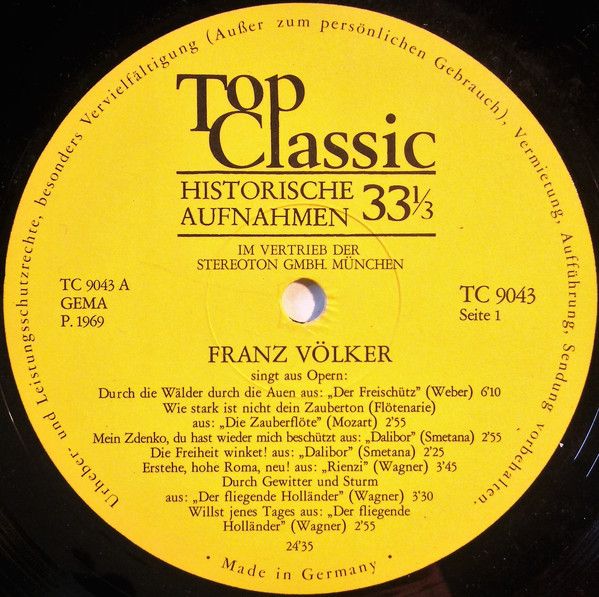 Urheber- und Leistungsschutzrechte, besonders Vervielfältigung (Außer zum persönlichen Gebrauch), Vermietung, Aufführung, Sendung vorbehalten.
Top
Classic
HISTORISCHE
AUFNAHMEN 33⅓
IM VERTRIEB DER
STEREOTON GMBH. MÜNCHEN
TC 9043 A
GEMA
P. 1969
TC 9043
Seite 1
FRANZ VÖLKER
singt aus Opern:
Durch die Wälder durch die Auen aus: „Der Freischütz" (Weber) 6'10
Wie stark ist nicht dein Zauberton (Flötenarie)
aus: „Die Zauberflöte" (Mozart) 2'55
Mein Zdenko, du hast wieder mich beschützt aus: „Dalibor" (Smetana) 2'55
Die Freiheit winket! aus: „Dalibor" (Smetana) 2'25
Erstehe, hohe Roma, neu! aus: „Rienzi" (Wagner) 3'45
Durch Gewitter und Sturm
aus: „Der fliegende Holländer" (Wagner) 3'30
Willst jenes Tages aus: „Der fliegende
Holländer" (Wagner) 2'55
24'35
· Made in Germany ·